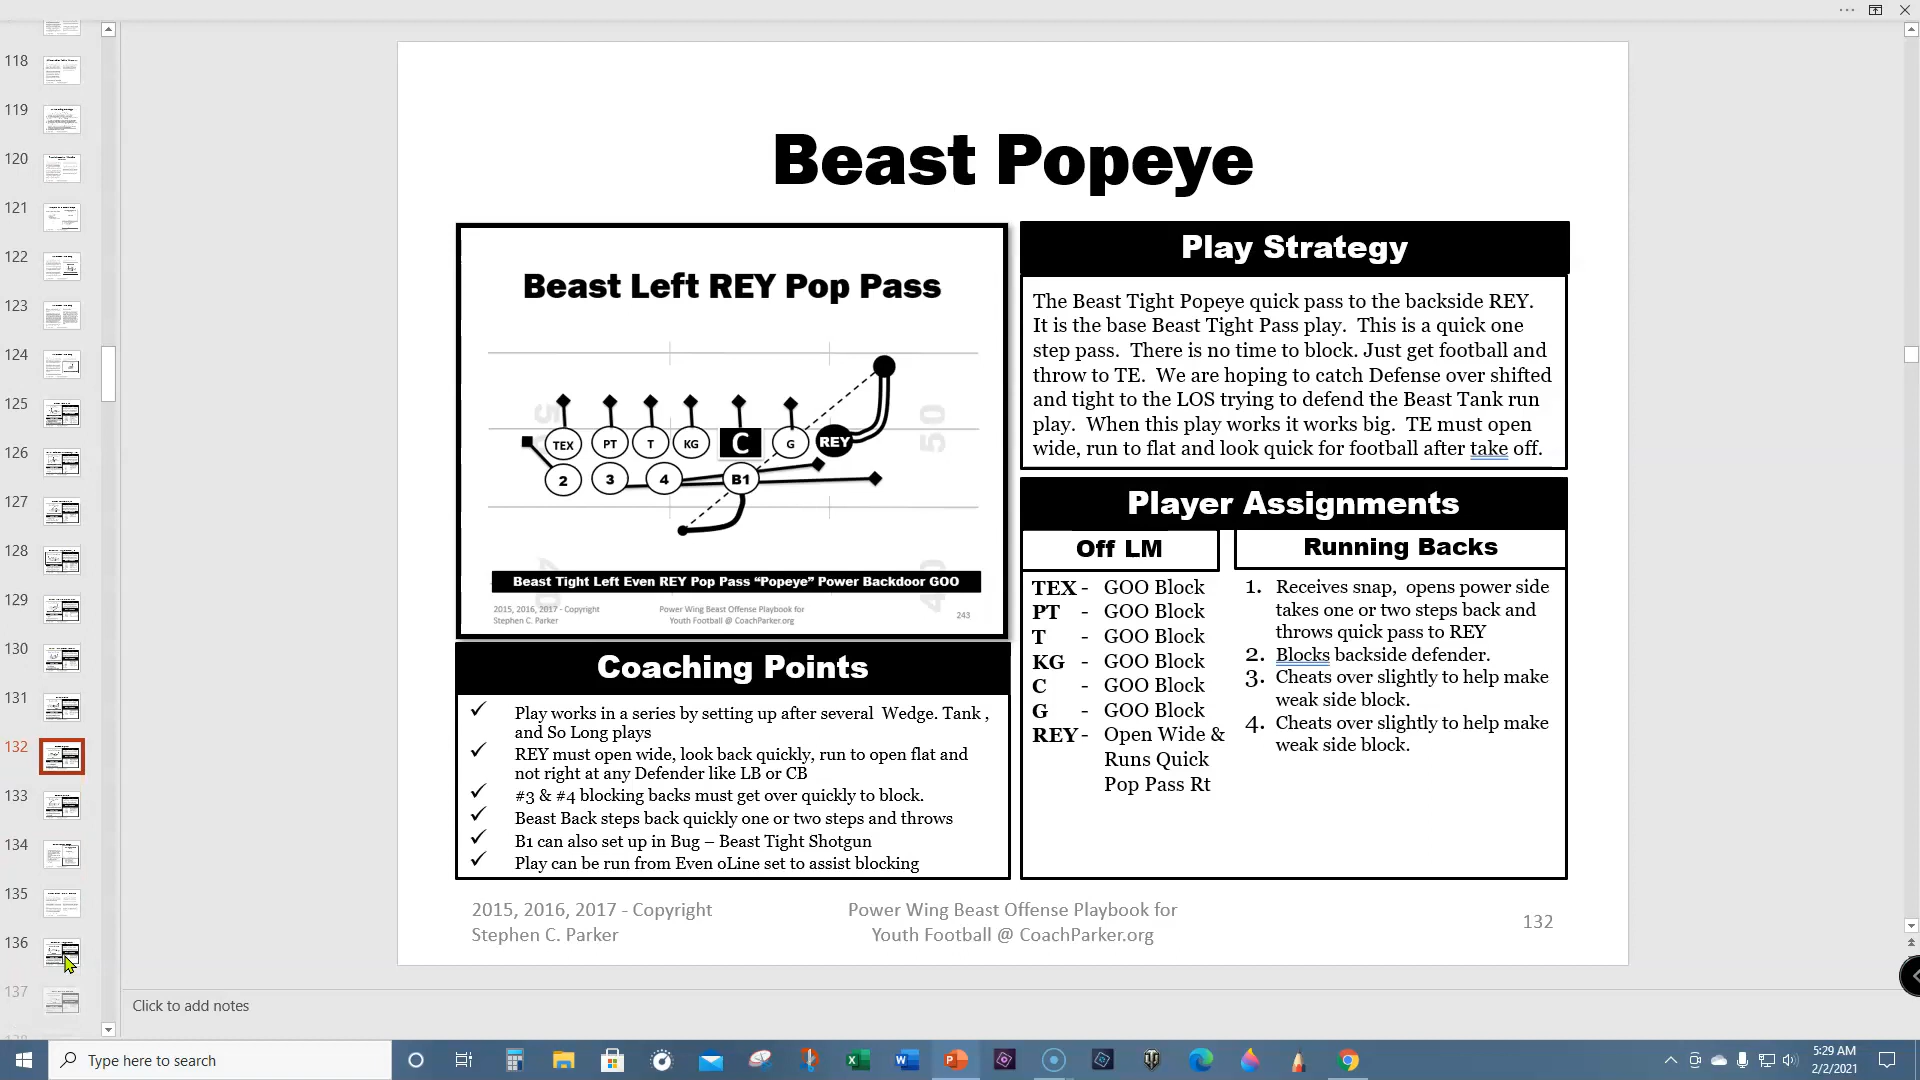 118
119
120
121
122
123
124
125
126
127
128
129
130
131
132
133
134
135
136
137
Beast Popeye
Beast Left REY Pop Pass
50
TEX PT T KG C G REY
2 3 4 B1
40
Beast Tight Left Even REY Pop Pass “Popeye” Power Backdoor GOO
2015, 2016, 2017 - Copyright
Stephen C. Parker
Power Wing Beast Offense Playbook for
Youth Football @ CoachParker.org
243
Play Strategy
The Beast Tight Popeye quick pass to the backside REY.
It is the base Beast Tight Pass play. This is a quick one
step pass. There is no time to block. Just get football and
throw to TE. We are hoping to catch Defense over shifted
and tight to the LOS trying to defend the Beast Tank run
play. When this play works it works big. TE must open
wide, run to flat and look quick for football after take off.
Coaching Points
✓ Play works in a series by setting up after several Wedge. Tank ,
and So Long plays
✓ REY must open wide, look back quickly, run to open flat and
not right at any Defender like LB or CB
✓ #3 & #4 blocking backs must get over quickly to block.
✓ Beast Back steps back quickly one or two steps and throws
✓ B1 can also set up in Bug – Beast Tight Shotgun
✓ Play can be run from Even oLine set to assist blocking
Player Assignments
Off LM
TEX - GOO Block
PT - GOO Block
T - GOO Block
KG - GOO Block
C - GOO Block
G - GOO Block
REY - Open Wide &
Runs Quick
Pop Pass Rt
Running Backs
1. Receives snap, opens power side
takes one or two steps back and
throws quick pass to REY
2. Blocks backside defender.
3. Cheats over slightly to help make
weak side block.
4. Cheats over slightly to help make
weak side block.
2015, 2016, 2017 - Copyright
Stephen C. Parker
Power Wing Beast Offense Playbook for
Youth Football @ CoachParker.org
132
Click to add notes
Type here to search
5:29 AM
2/2/2021